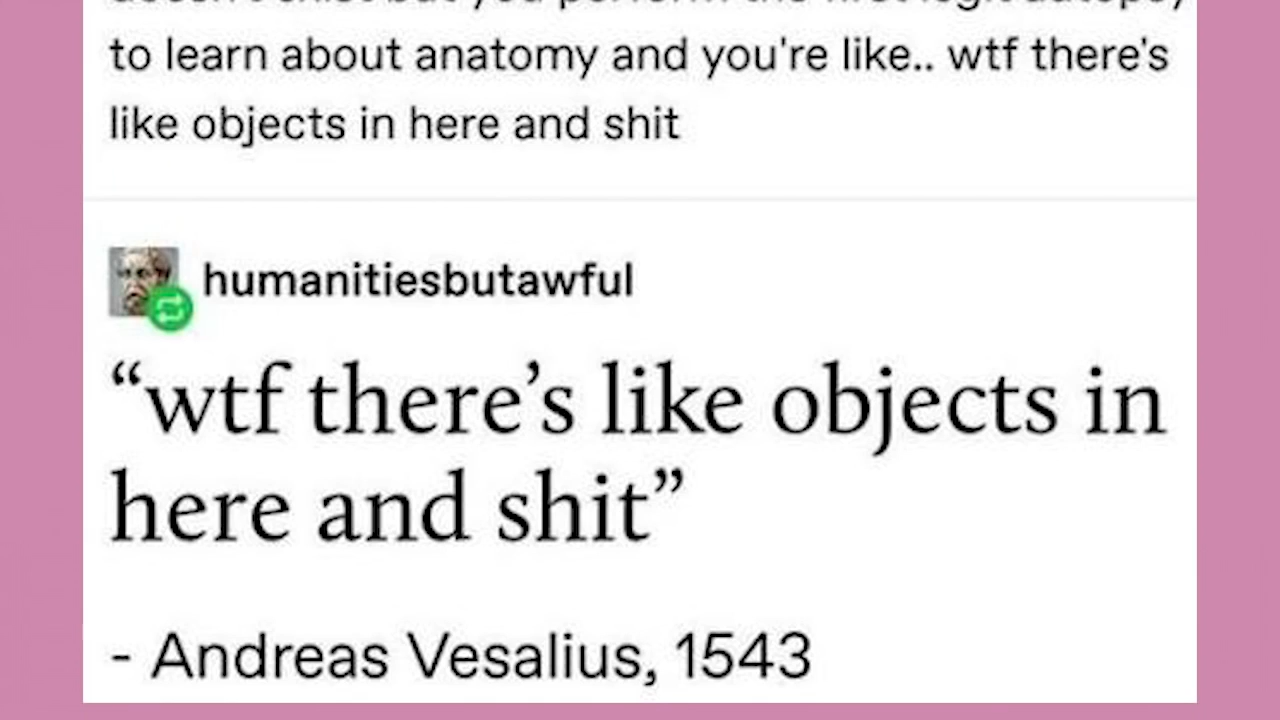 to learn about anatomy and you're like.. wtf there's
like objects in here and shit
humanitiesbutawful
“wtf there’s like objects in
here and shit”
- Andreas Vesalius, 1543